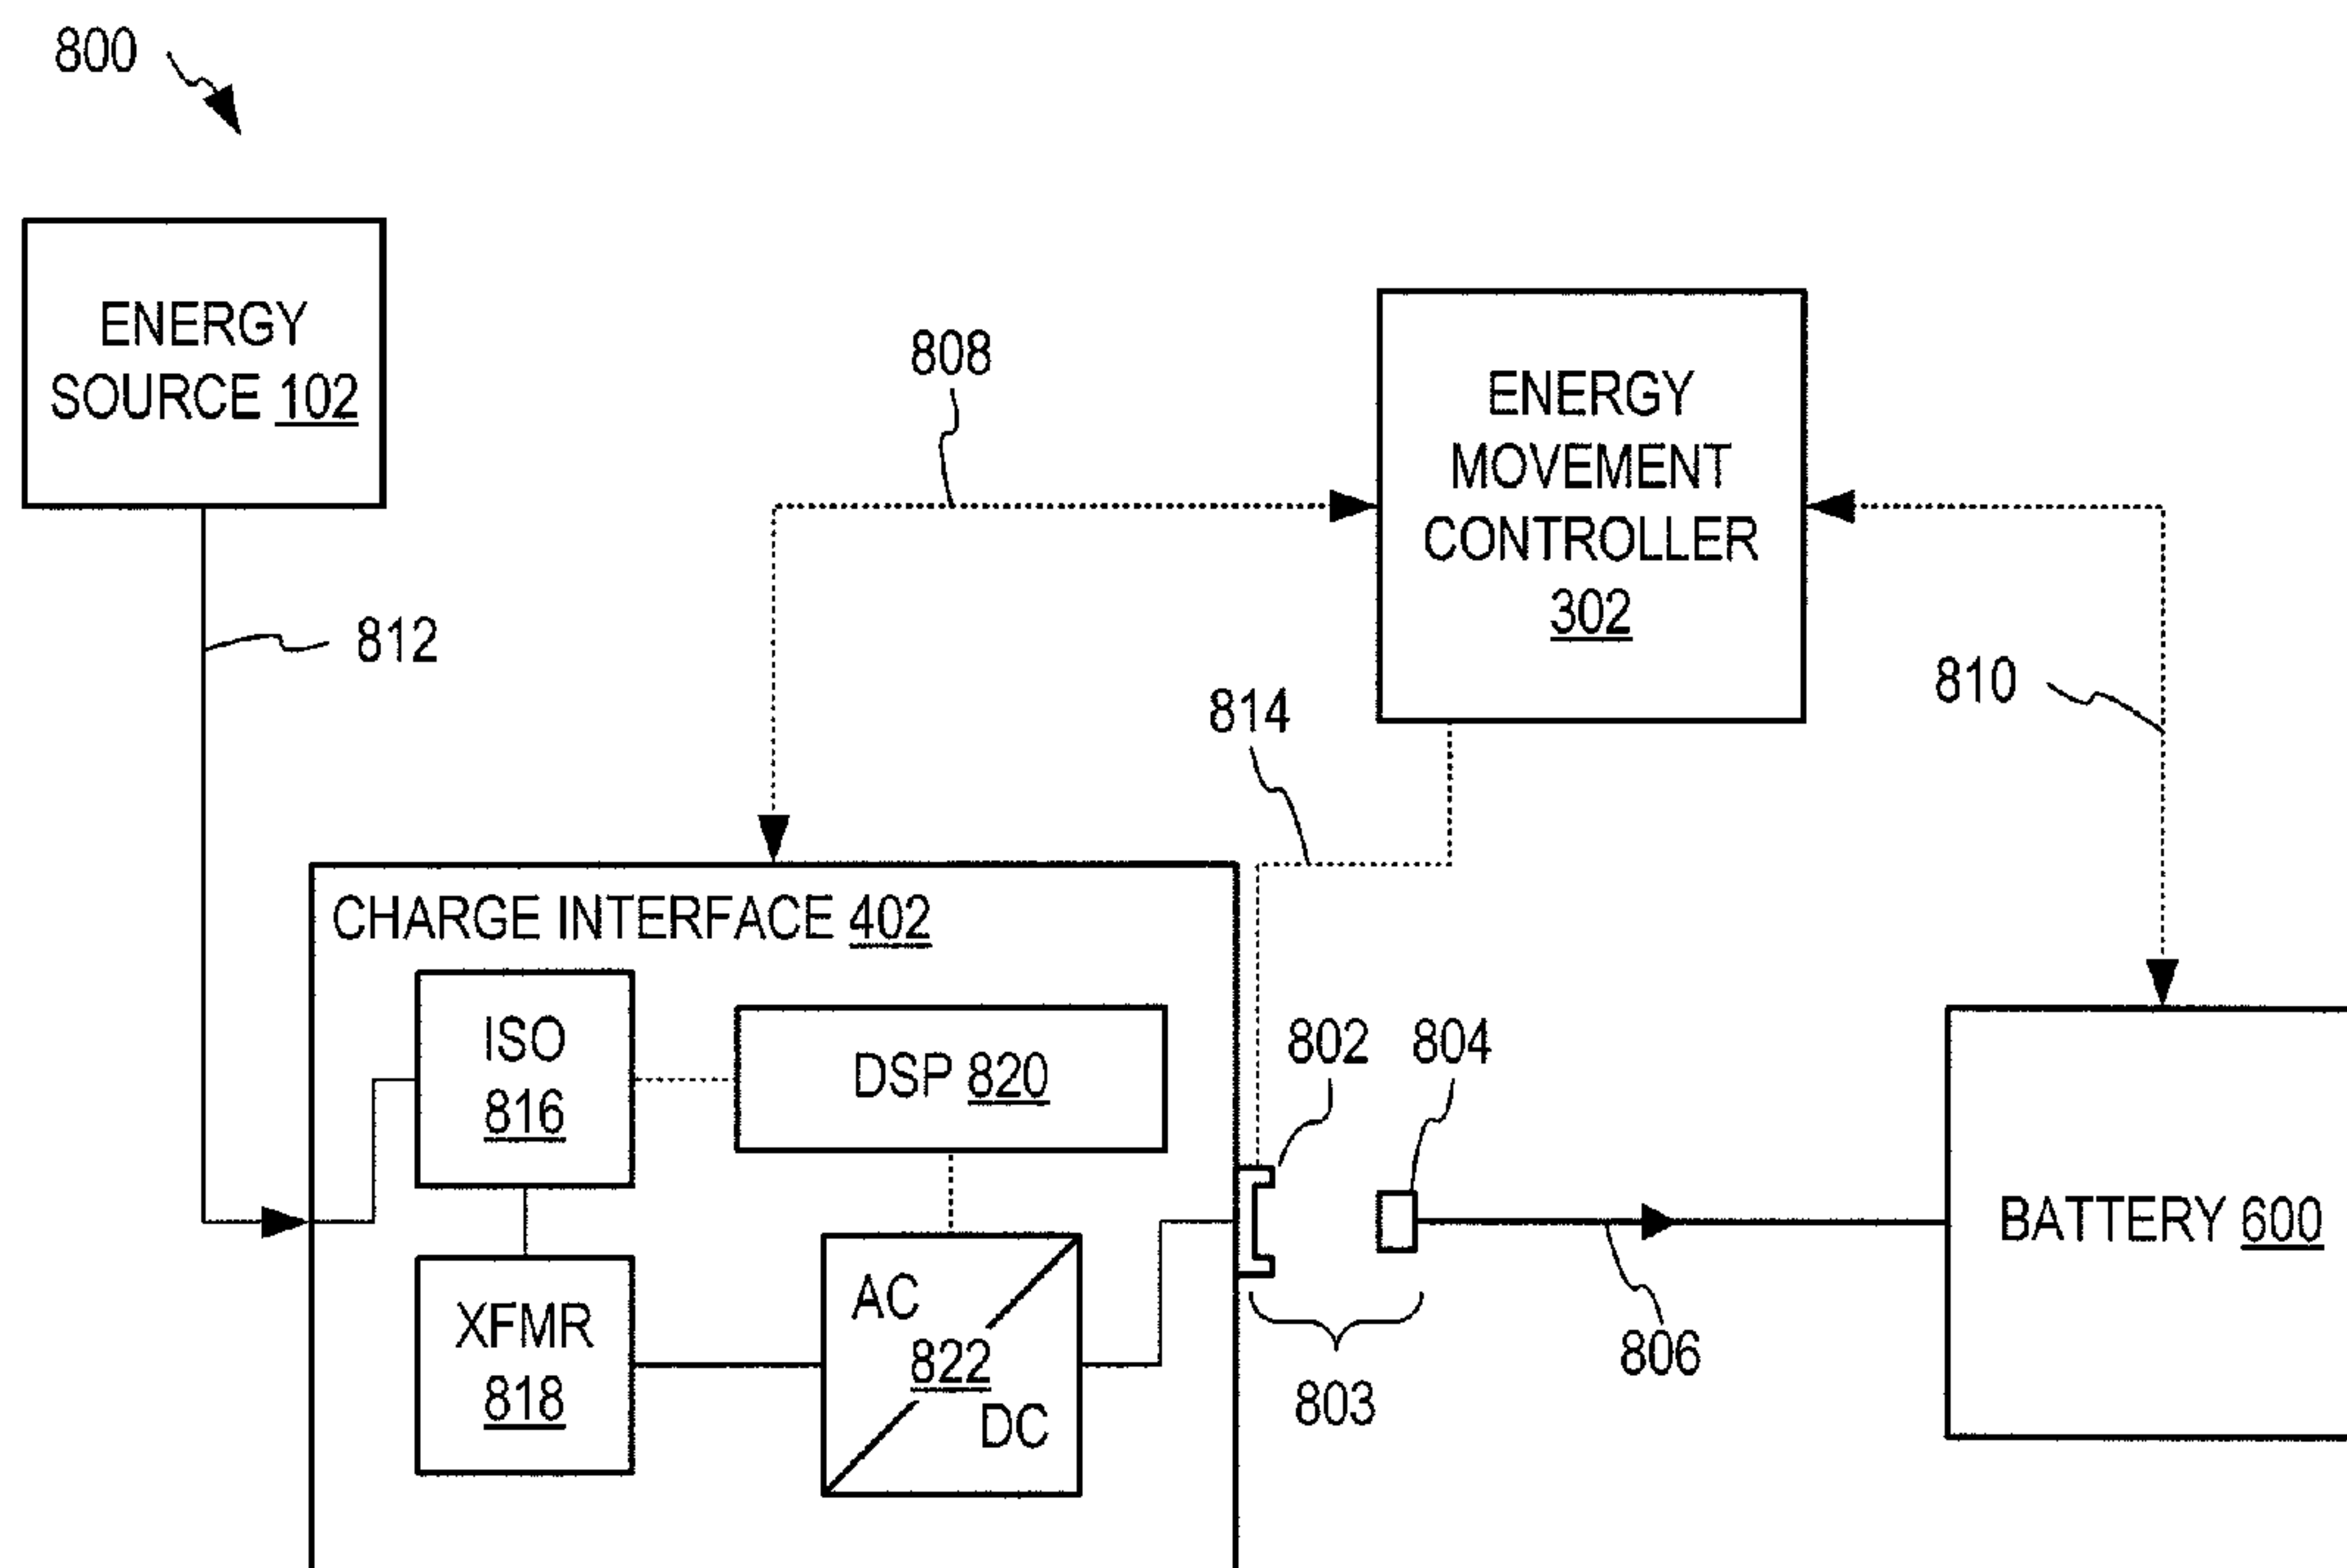 800
ENERGY
SOURCE 102
808
ENERGY
MOVEMENT
CONTROLLER
302
812
814
810
CHARGE INTERFACE 402
ISO
816
DSP 820
802
804
XFMR
818
AC
822
DC
803
806
BATTERY 600